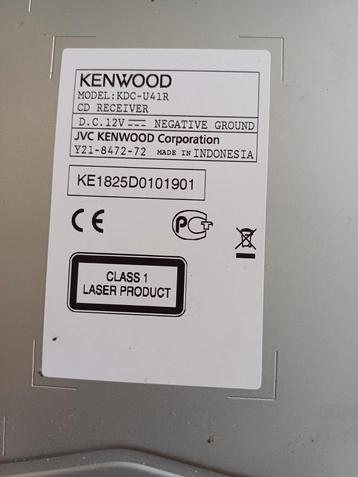 KENWOOD
MODEL:KDC-U41R
CD RECEIVER
D.C.12V NEGATIVE GROUND
JVC KENWOOD Corporation
Y21-8472-72 MADE IN INDONESIA
KE1825D0101901
CE
CLASS 1
LASER PRODUCT